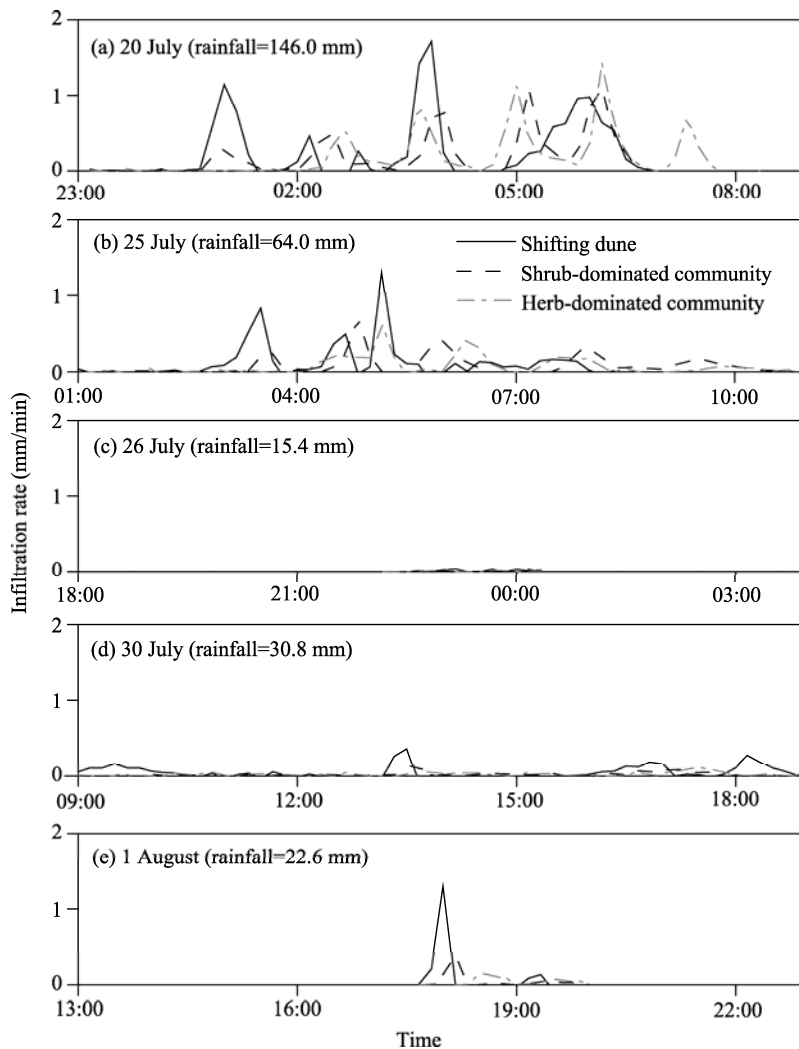 Infiltration rate (mm/min)
(a) 20 July (rainfall=146.0 mm)
2
1
0
23:00 02:00 05:00 08:00
(b) 25 July (rainfall=64.0 mm)
Shifting dune
Shrub-dominated community
Herb-dominated community
2
1
0
01:00 04:00 07:00 10:00
(c) 26 July (rainfall=15.4 mm)
2
1
0
18:00 21:00 00:00 03:00
(d) 30 July (rainfall=30.8 mm)
2
1
0
09:00 12:00 15:00 18:00
(e) 1 August (rainfall=22.6 mm)
2
1
0
13:00 16:00 19:00 22:00
Time